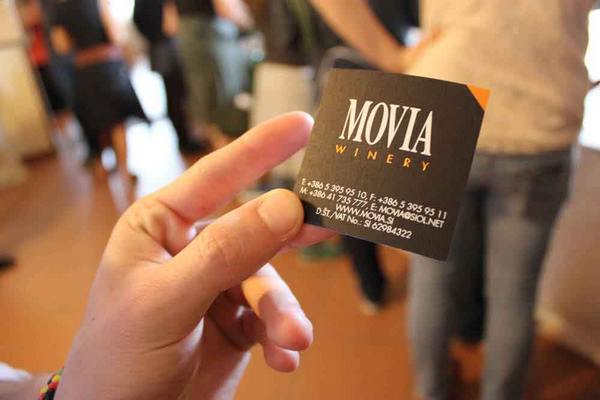 MOVIA
WINERY
T: +386 5 395 95 10, F: +386 5 395 95 11
M: +386 41 735 777, E: MOVIA@SIOL.NET
WWW.MOVIA.SI
D.ŠT./VAT No.: SI 62984322